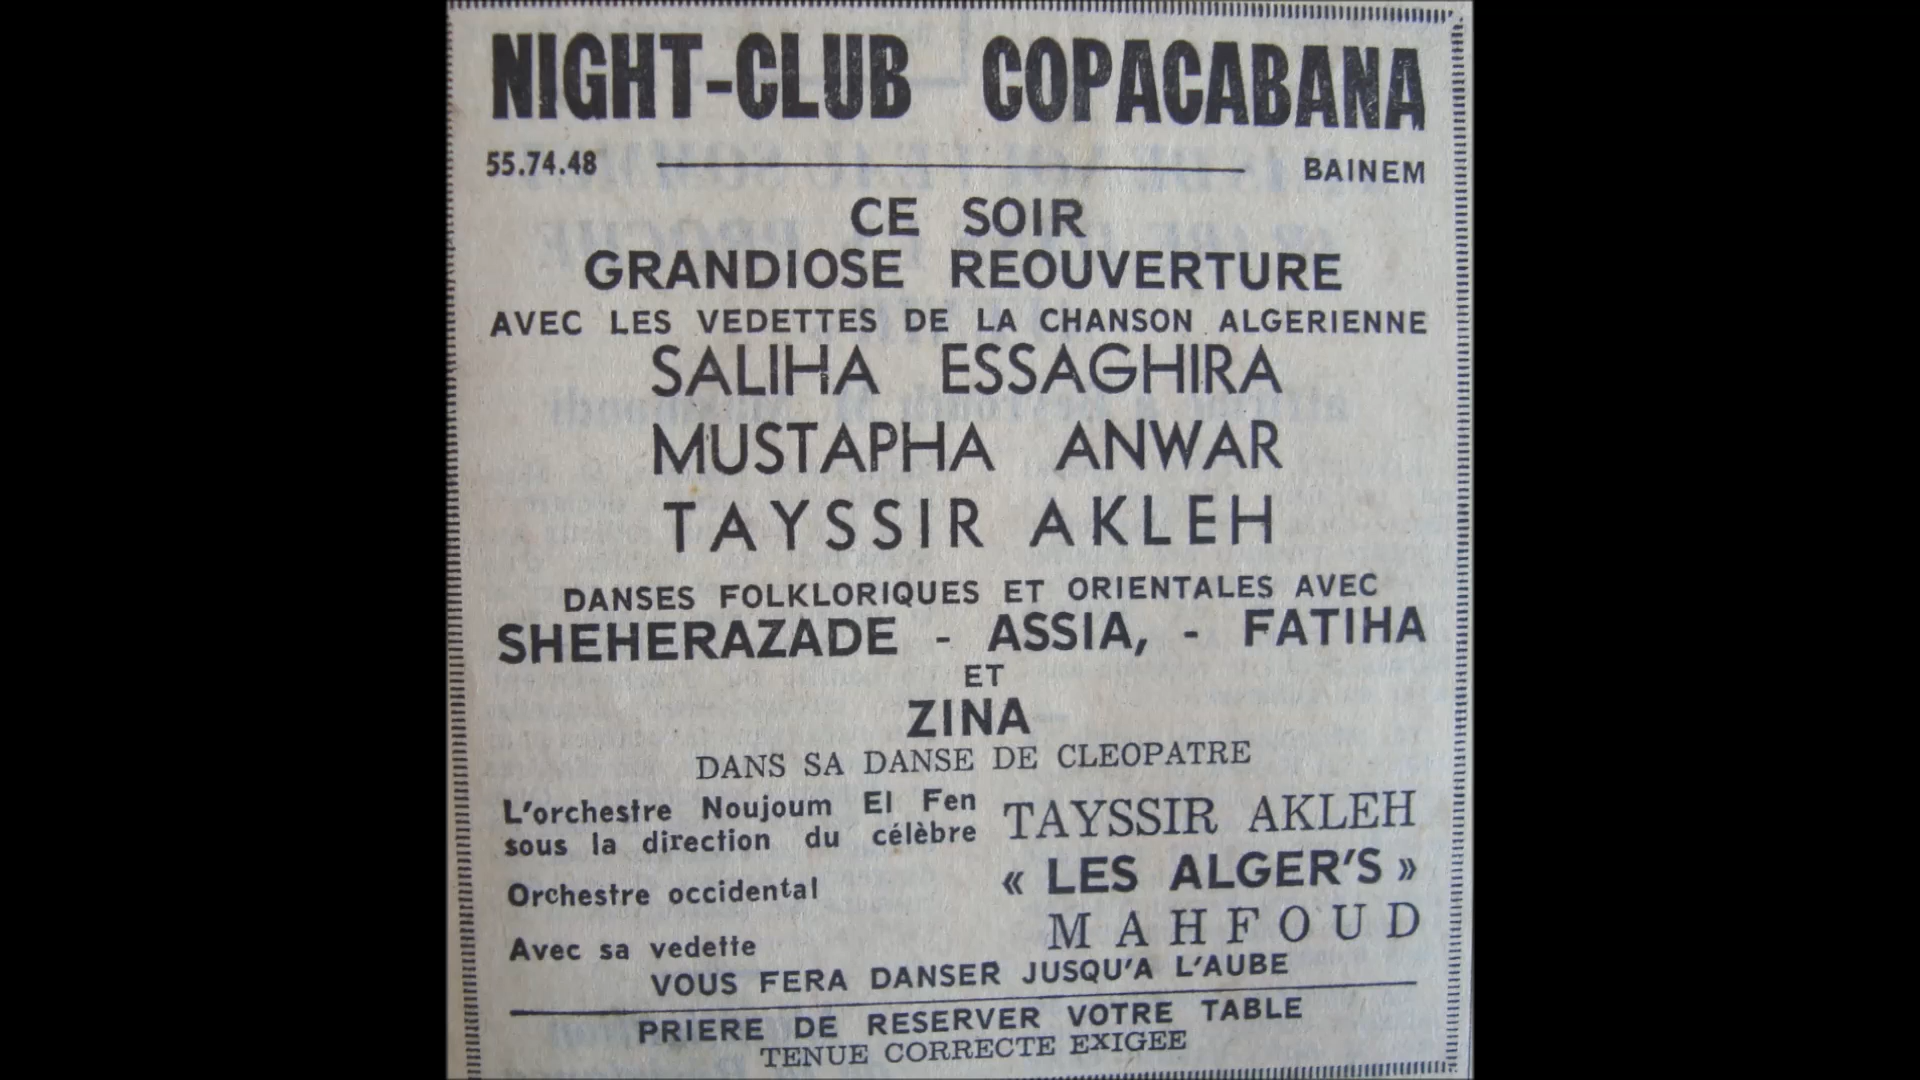 NIGHT-CLUB COPACABANA
55.74.48 BAINEM
CE SOIR
GRANDIOSE REOUVERTURE
AVEC LES VEDETTES DE LA CHANSON ALGERIENNE
SALIHA ESSAGHIRA
MUSTAPHA ANWAR
TAYSSIR AKLEH
DANSES FOLKLORIQUES ET ORIENTALES AVEC
SHEHERAZADE - ASSIA, - FATIHA
ET
ZINA
DANS SA DANSE DE CLEOPATRE
L'orchestre Noujoum El Fen
sous la direction du célèbre TAYSSIR AKLEH
Orchestre occidental « LES ALGER'S »
Avec sa vedette MAHFOUD
VOUS FERA DANSER JUSQU'A L'AUBE
PRIERE DE RESERVER VOTRE TABLE
TENUE CORRECTE EXIGEE